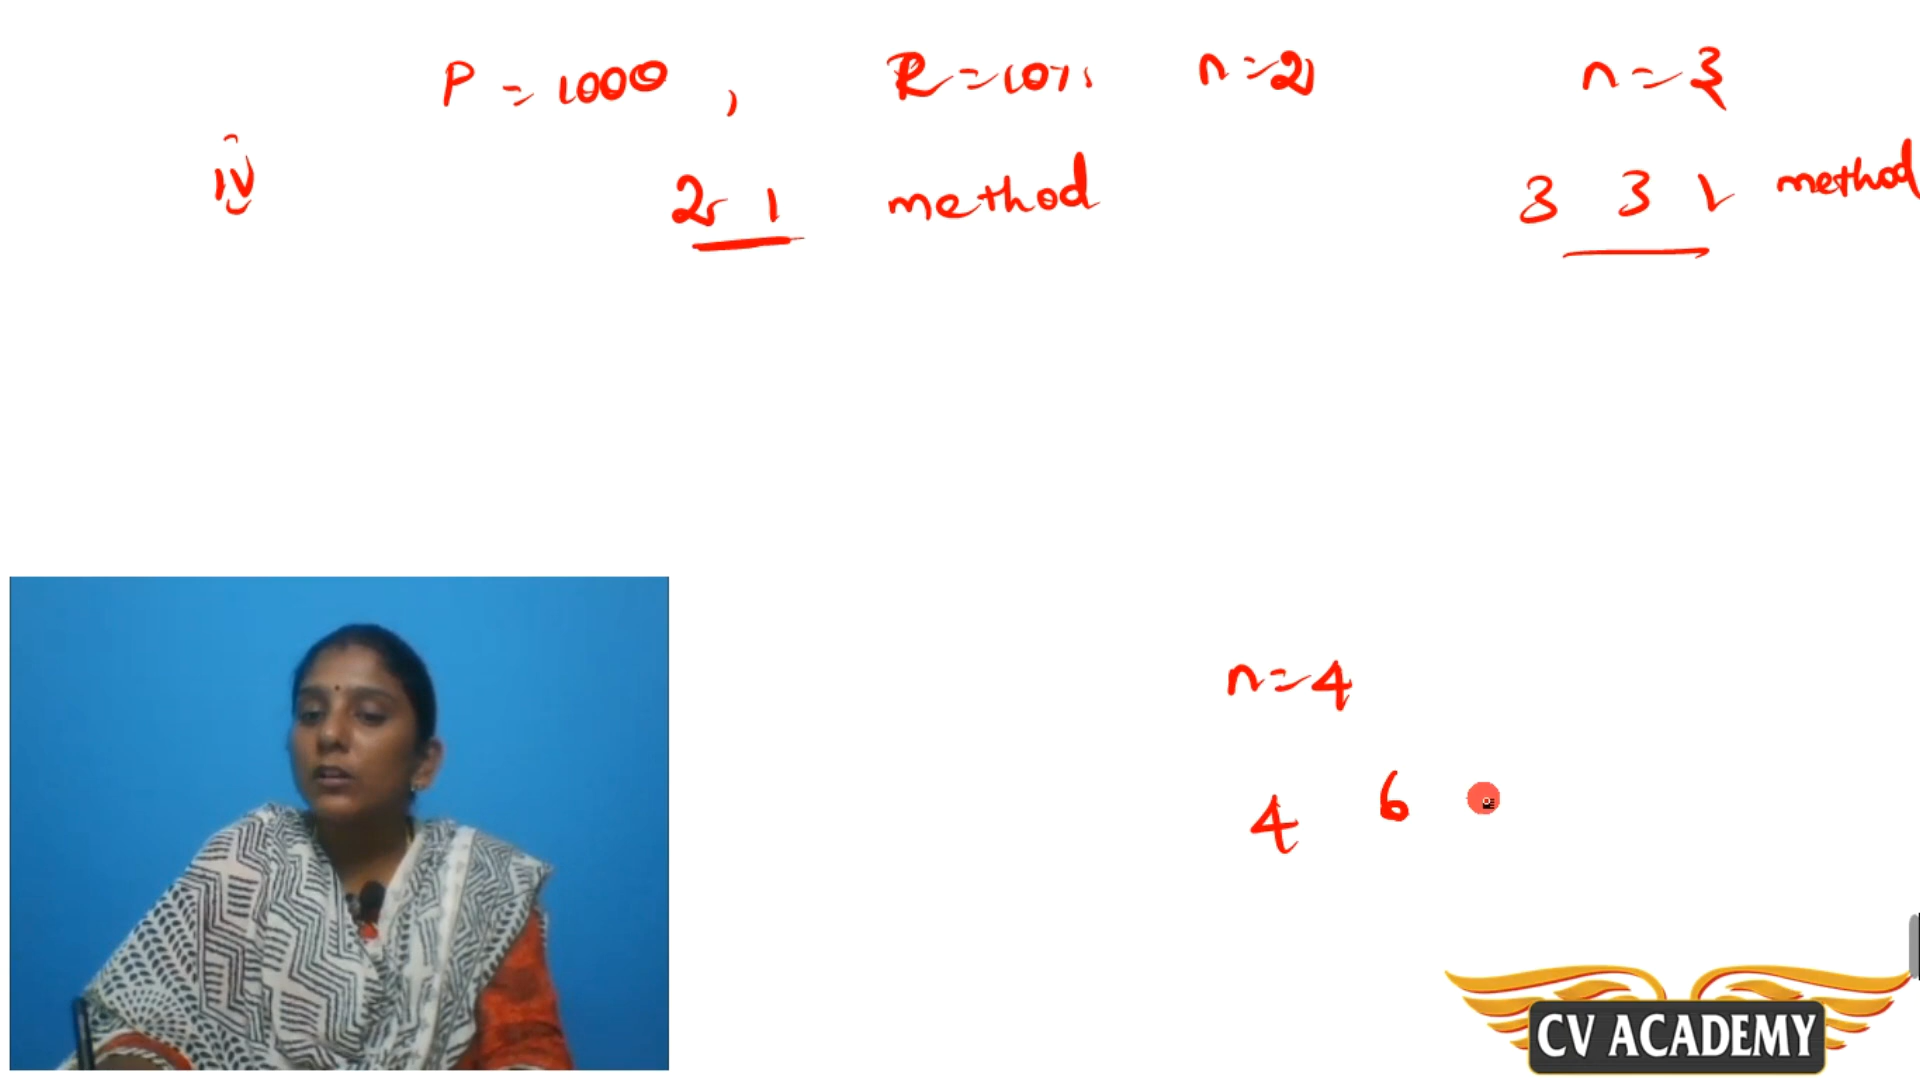 P = 1000 , R = 10% n = 2 n = 3
iv 2 1 method 3 3 1 method
n = 4
4 6
CV ACADEMY